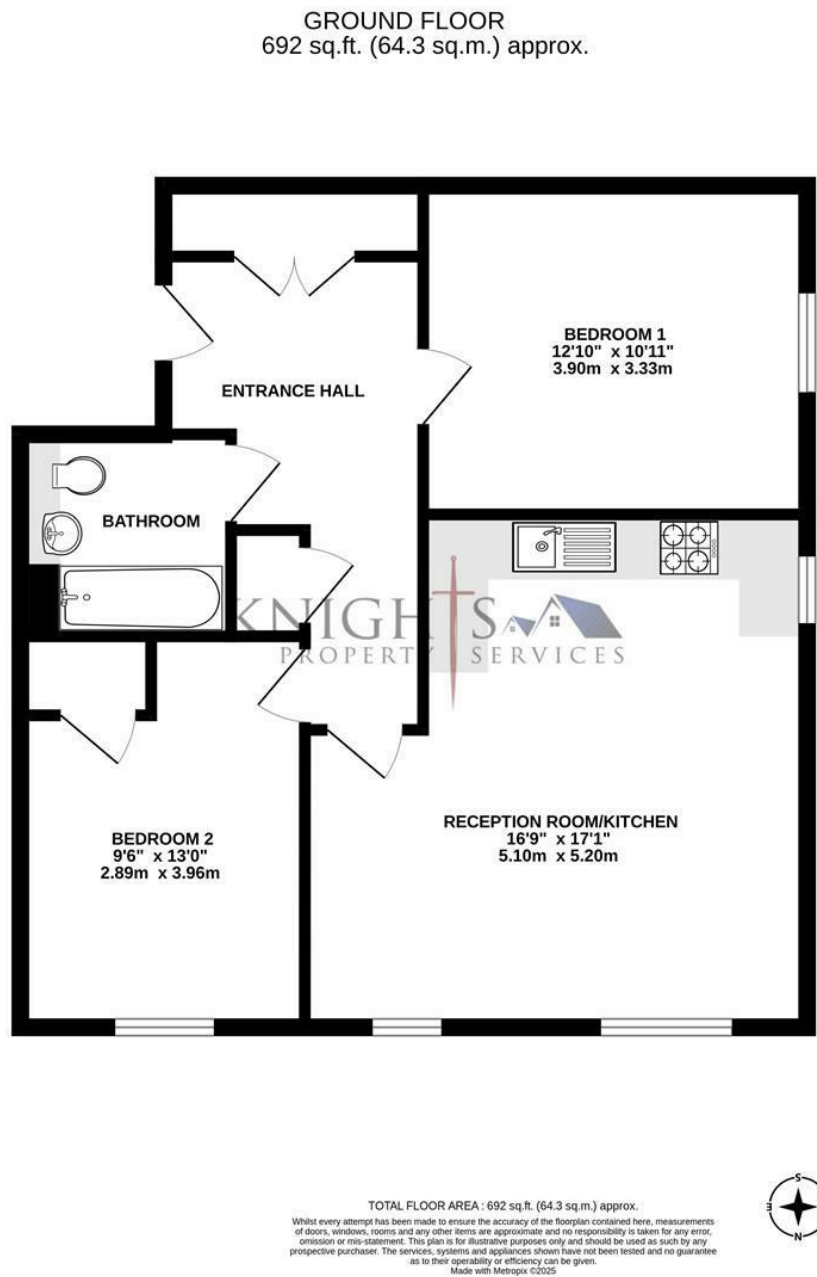 GROUND FLOOR
692 sq.ft. (64.3 sq.m.) approx.
BEDROOM 1
12'10" x 10'11"
3.90m x 3.33m
ENTRANCE HALL
BATHROOM
KNIGHTS
PROPERTY SERVICES
RECEPTION ROOM/KITCHEN
16'9" x 17'1"
5.10m x 5.20m
BEDROOM 2
9'6" x 13'0"
2.89m x 3.96m
S
E
N
TOTAL FLOOR AREA : 692 sq.ft. (64.3 sq.m.) approx.
Whilst every attempt has been made to ensure the accuracy of the floorplan contained here, measurements
of doors, windows, rooms and any other items are approximate and no responsibility is taken for any error,
omission or mis-statement. This plan is for illustrative purposes only and should be used as such by any
prospective purchaser. The services, systems and appliances shown have not been tested and no guarantee
as to their operability or efficiency can be given.
Made with Metropix ©2025